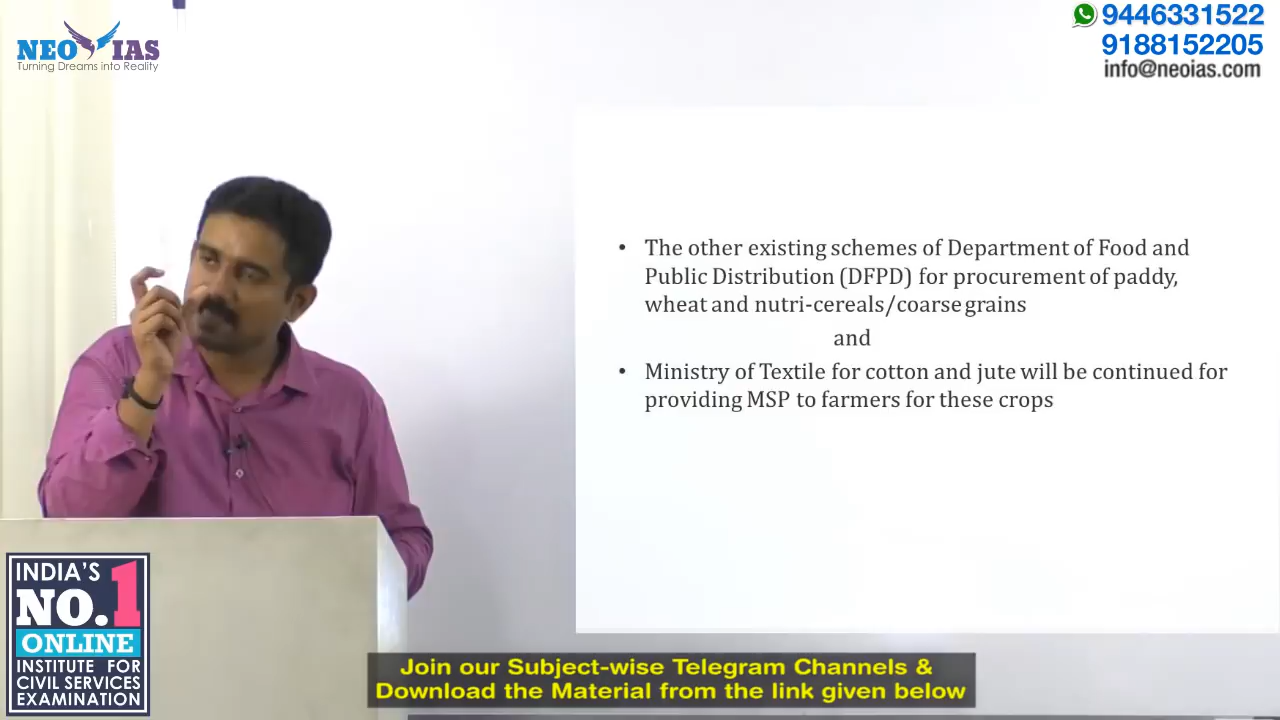 NEO IAS
Turning Dreams into Reality
9446331522
9188152205
info@neoias.com
• The other existing schemes of Department of Food and
Public Distribution (DFPD) for procurement of paddy,
wheat and nutri-cereals/coarse grains
and
• Ministry of Textile for cotton and jute will be continued for
providing MSP to farmers for these crops
INDIA'S
NO.1
ONLINE
INSTITUTE FOR
CIVIL SERVICES
EXAMINATION
Join our Subject-wise Telegram Channels &
Download the Material from the link given below